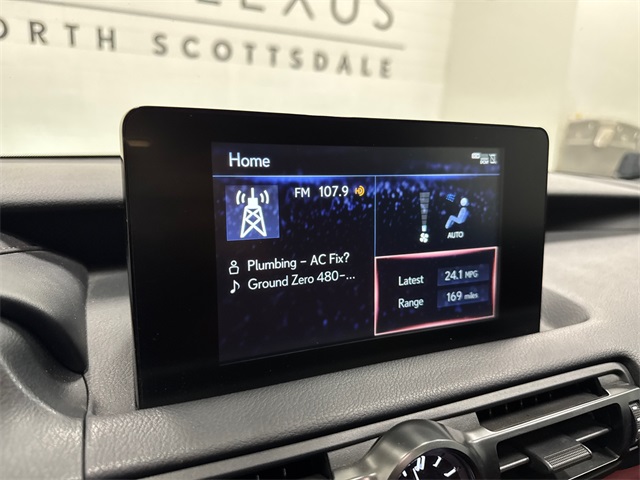 LEXUS
ORTH SCOTTSDALE
Home
FM 107.9
Plumbing - AC Fix?
Ground Zero 480-...
AUTO
Latest 24.1 MPG
Range 169 miles